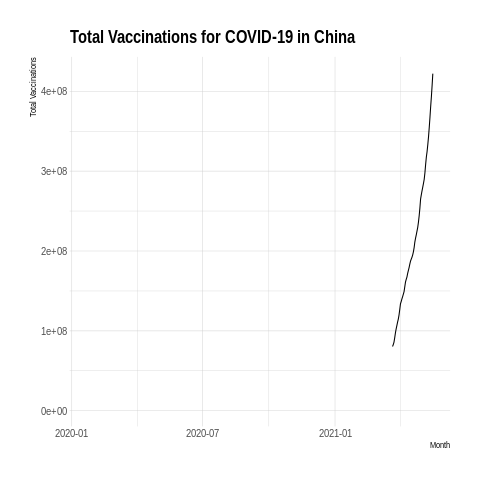 Total Vaccinations for COVID-19 in China
Total Vaccinations
4e+08
3e+08
2e+08
1e+08
0e+00
2020-01
2020-07
2021-01
Month